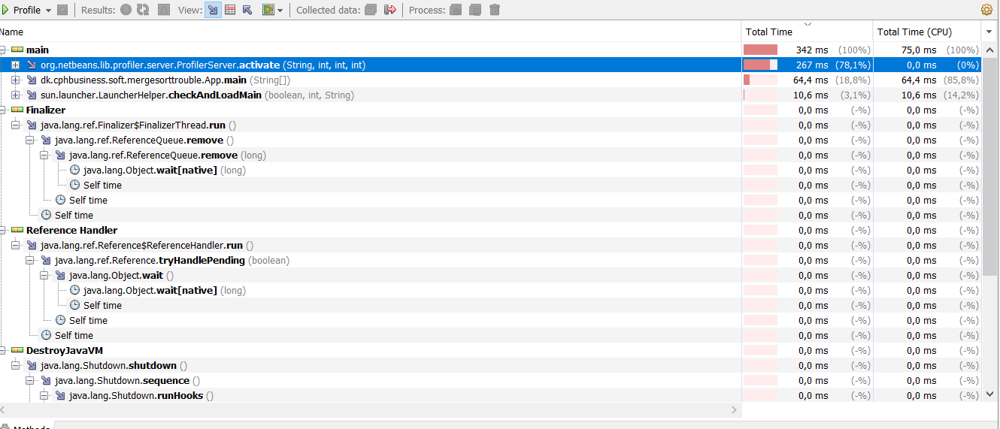 Profile Results: View: Collected data: Process:
Name Total Time Total Time (CPU)
main 342 ms (100%) 75,0 ms (100%)
org.netbeans.lib.profiler.server.ProfilerServer.activate (String, int, int, int) 267 ms (78,1%) 0,0 ms (0%)
dk.cphbusiness.soft.mergesorttrouble.App.main (String[]) 64,4 ms (18,8%) 64,4 ms (85,8%)
sun.launcher.LauncherHelper.checkAndLoadMain (boolean, int, String) 10,6 ms (3,1%) 10,6 ms (14,2%)
Finalizer 0,0 ms (-%) 0,0 ms (-%)
java.lang.ref.Finalizer$FinalizerThread.run () 0,0 ms (-%) 0,0 ms (-%)
java.lang.ref.ReferenceQueue.remove () 0,0 ms (-%) 0,0 ms (-%)
java.lang.ref.ReferenceQueue.remove (long) 0,0 ms (-%) 0,0 ms (-%)
java.lang.Object.wait[native] (long) 0,0 ms (-%) 0,0 ms (-%)
Self time 0,0 ms (-%) 0,0 ms (-%)
Self time 0,0 ms (-%) 0,0 ms (-%)
Self time 0,0 ms (-%) 0,0 ms (-%)
Reference Handler 0,0 ms (-%) 0,0 ms (-%)
java.lang.ref.Reference$ReferenceHandler.run () 0,0 ms (-%) 0,0 ms (-%)
java.lang.ref.Reference.tryHandlePending (boolean) 0,0 ms (-%) 0,0 ms (-%)
java.lang.Object.wait () 0,0 ms (-%) 0,0 ms (-%)
java.lang.Object.wait[native] (long) 0,0 ms (-%) 0,0 ms (-%)
Self time 0,0 ms (-%) 0,0 ms (-%)
Self time 0,0 ms (-%) 0,0 ms (-%)
Self time 0,0 ms (-%) 0,0 ms (-%)
DestroyJavaVM 0,0 ms (-%) 0,0 ms (-%)
java.lang.Shutdown.shutdown () 0,0 ms (-%) 0,0 ms (-%)
java.lang.Shutdown.sequence () 0,0 ms (-%) 0,0 ms (-%)
java.lang.Shutdown.runHooks () 0,0 ms (-%) 0,0 ms (-%)